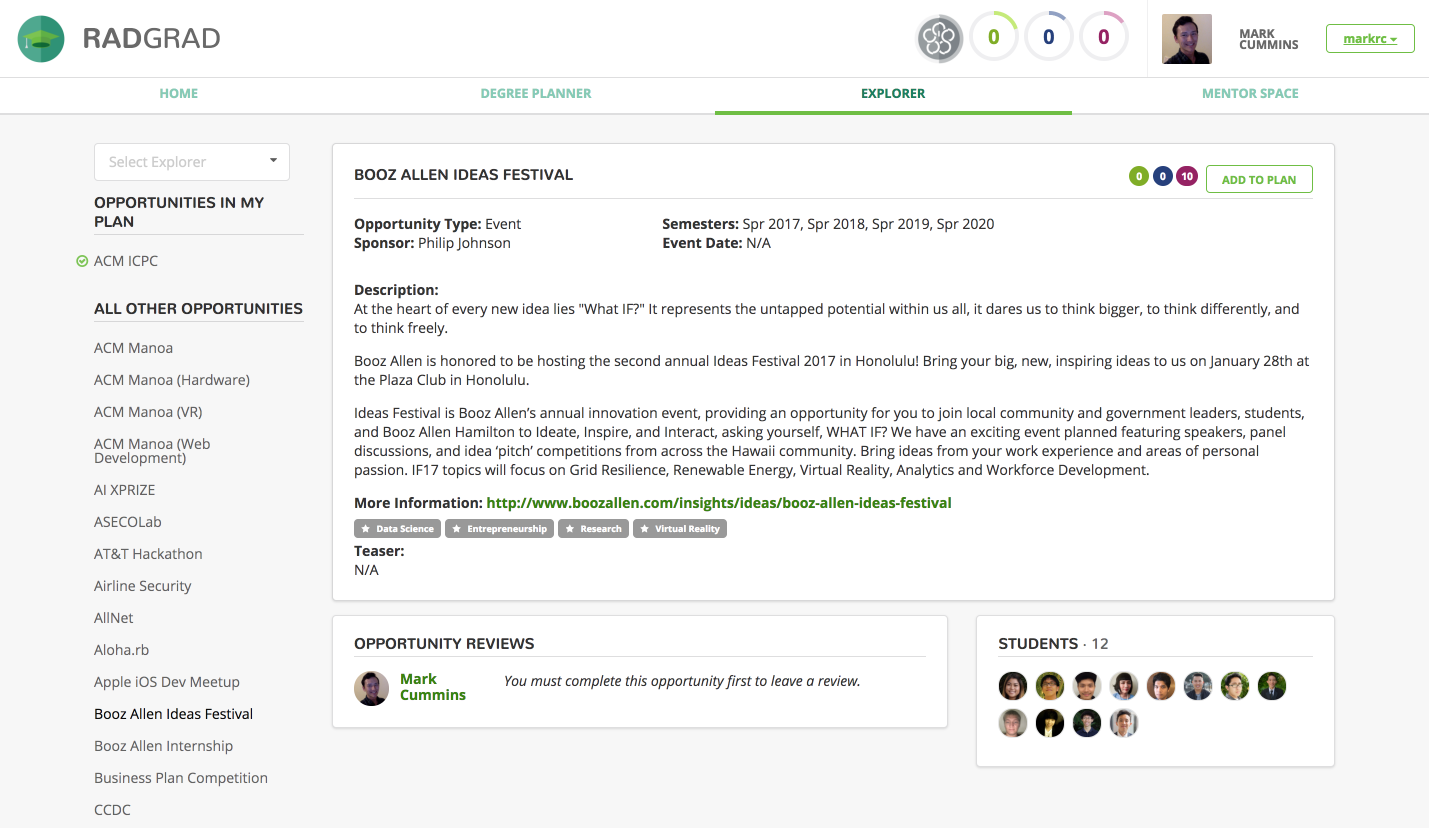 RADGRAD
0 0 0
MARK
CUMMINS
markrc
HOME DEGREE PLANNER EXPLORER MENTOR SPACE
Select Explorer
OPPORTUNITIES IN MY
PLAN
ACM ICPC
ALL OTHER OPPORTUNITIES
ACM Manoa
ACM Manoa (Hardware)
ACM Manoa (VR)
ACM Manoa (Web
Development)
AI XPRIZE
ASECOLab
AT&T Hackathon
Airline Security
AllNet
Aloha.rb
Apple iOS Dev Meetup
Booz Allen Ideas Festival
Booz Allen Internship
Business Plan Competition
CCDC
BOOZ ALLEN IDEAS FESTIVAL
0 0 10 ADD TO PLAN
Opportunity Type: Event
Sponsor: Philip Johnson
Semesters: Spr 2017, Spr 2018, Spr 2019, Spr 2020
Event Date: N/A
Description:
At the heart of every new idea lies "What IF?" It represents the untapped potential within us all, it dares us to think bigger, to think differently, and
to think freely.
Booz Allen is honored to be hosting the second annual Ideas Festival 2017 in Honolulu! Bring your big, new, inspiring ideas to us on January 28th at
the Plaza Club in Honolulu.
Ideas Festival is Booz Allen’s annual innovation event, providing an opportunity for you to join local community and government leaders, students,
and Booz Allen Hamilton to Ideate, Inspire, and Interact, asking yourself, WHAT IF? We have an exciting event planned featuring speakers, panel
discussions, and idea ‘pitch’ competitions from across the Hawaii community. Bring ideas from your work experience and areas of personal
passion. IF17 topics will focus on Grid Resilience, Renewable Energy, Virtual Reality, Analytics and Workforce Development.
More Information: http://www.boozallen.com/insights/ideas/booz-allen-ideas-festival
Data Science Entrepreneurship Research Virtual Reality
Teaser:
N/A
OPPORTUNITY REVIEWS
Mark
Cummins
You must complete this opportunity first to leave a review.
STUDENTS · 12